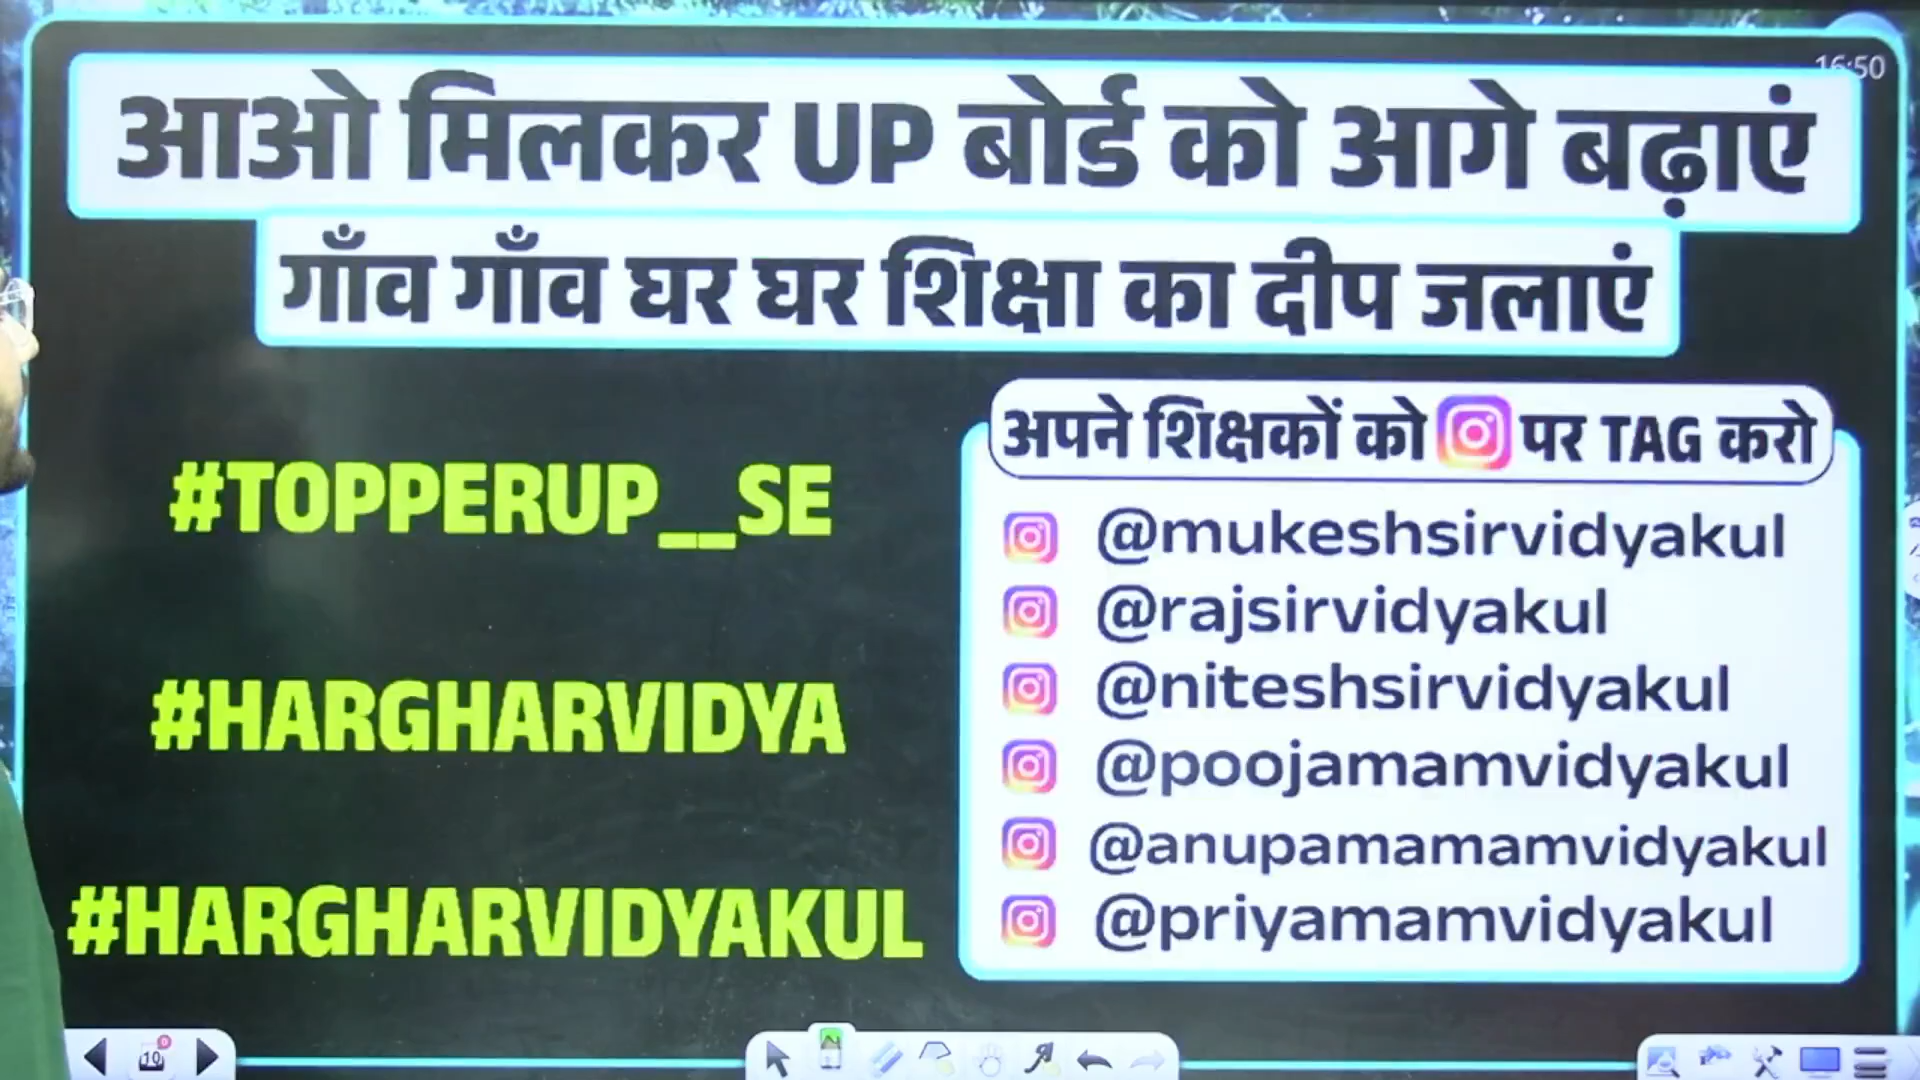 16:50
आओ मिलकर UP बोर्ड को आगे बढ़ाएं
गाँव गाँव घर घर शिक्षा का दीप जलाएं
अपने शिक्षकों को पर TAG करो
#TOPPERUP__SE
#HARGHARVIDYA
#HARGHARVIDYAKUL
@mukeshsirvidyakul
@rajsirvidyakul
@niteshsirvidyakul
@poojamamvidyakul
@anupamamamvidyakul
@priyamamvidyakul
10
0